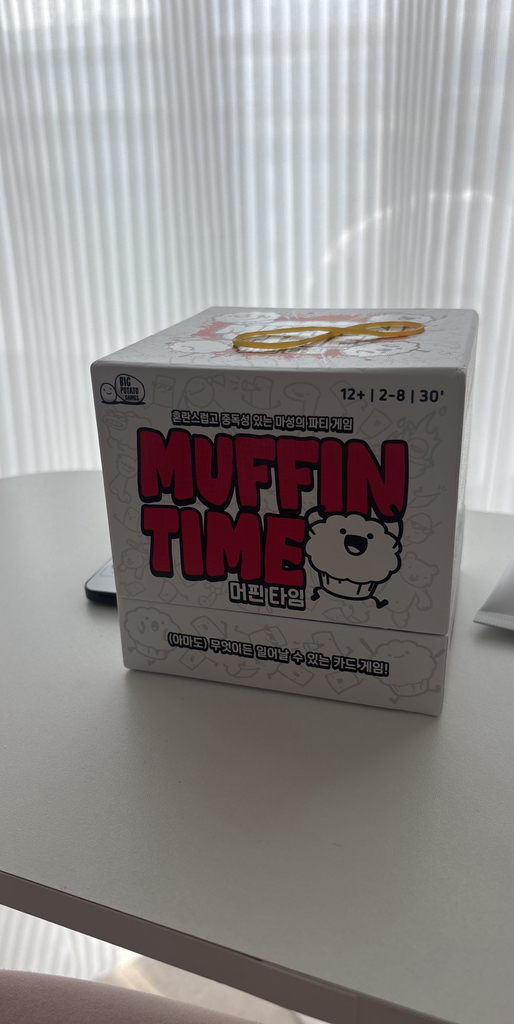 BIG
POTATO
GAMES
12+ | 2-8 | 30'
혼란스럽고 중독성 있는 마성의 파티 게임
MUFFIN
TIME
머핀 타임
(아마도) 무엇이든 일어날 수 있는 카드 게임!